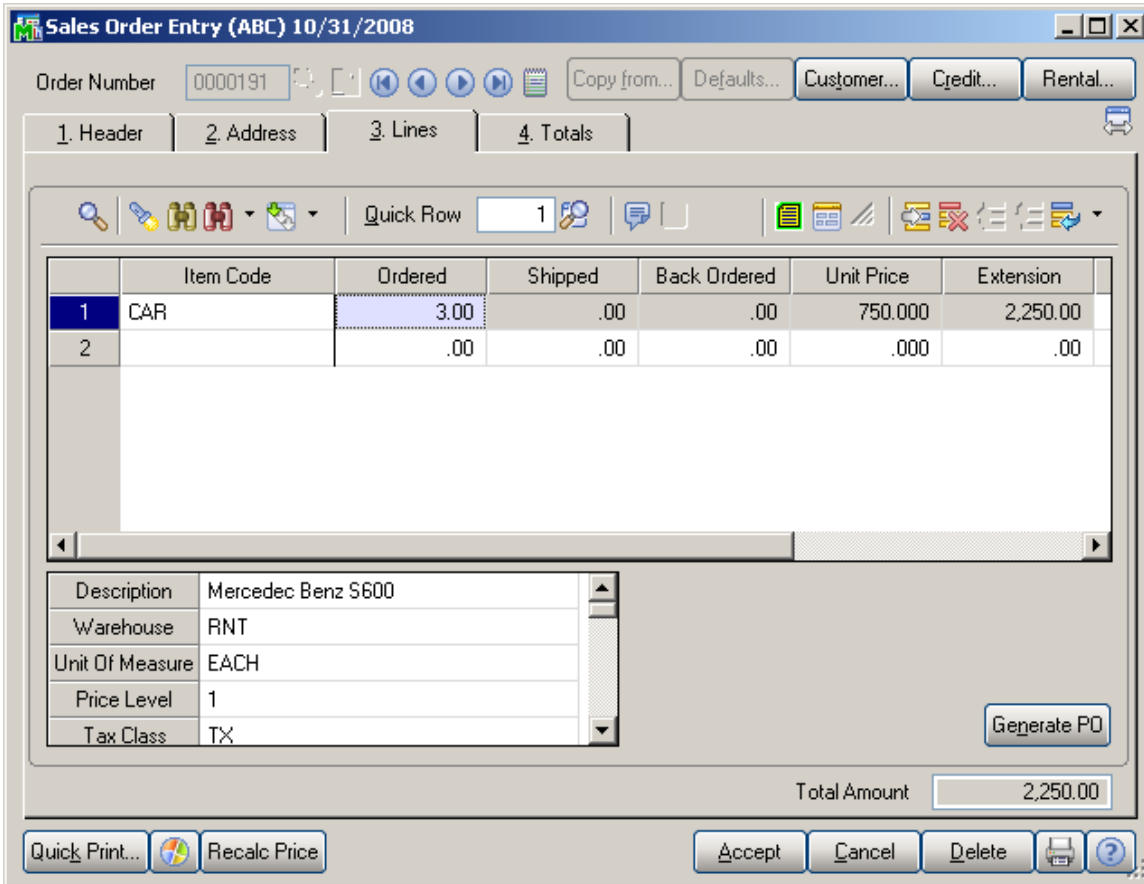 Sales Order Entry (ABC) 10/31/2008
Order Number 0000191 Copy from... Defaults... Customer... Credit... Rental...
1. Header 2. Address 3. Lines 4. Totals
Quick Row 1
Item Code Ordered Shipped Back Ordered Unit Price Extension
1 CAR 3.00 .00 .00 750.000 2,250.00
2 .00 .00 .00 .000 .00
Description Mercedec Benz S600
Warehouse RNT
Unit Of Measure EACH
Price Level 1
Tax Class TX
Generate PO
Total Amount 2,250.00
Quick Print... Recalc Price Accept Cancel Delete